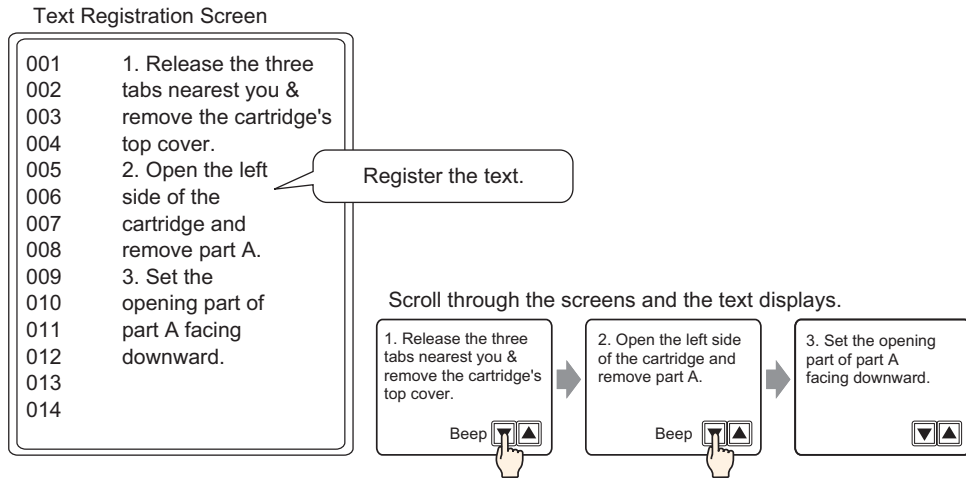 Text Registration Screen
001 1. Release the three
002 tabs nearest you &
003 remove the cartridge's
004 top cover.
005 2. Open the left
006 side of the
007 cartridge and
008 remove part A.
009 3. Set the
010 opening part of
011 part A facing
012 downward.
013
014
Register the text.
Scroll through the screens and the text displays.
1. Release the three
tabs nearest you &
remove the cartridge's
top cover.
Beep
2. Open the left side
of the cartridge and
remove part A.
Beep
3. Set the opening
part of part A
facing downward.